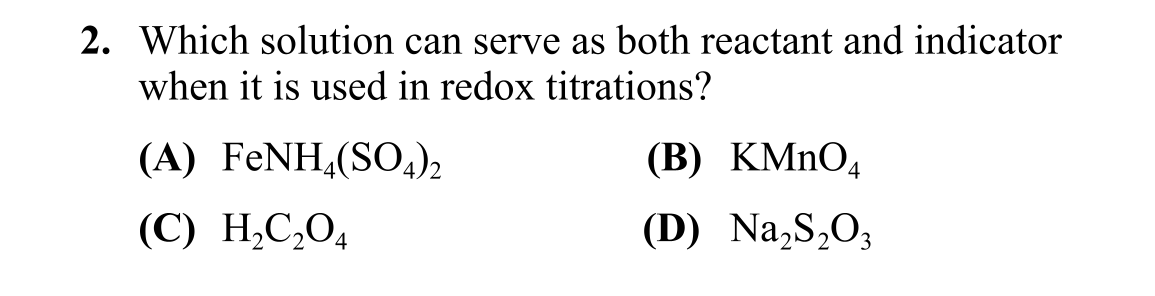 2. Which solution can serve as both reactant and indicator
when it is used in redox titrations?
(A) FeNH₄(SO₄)₂ (B) KMnO₄
(C) H₂C₂O₄ (D) Na₂S₂O₃